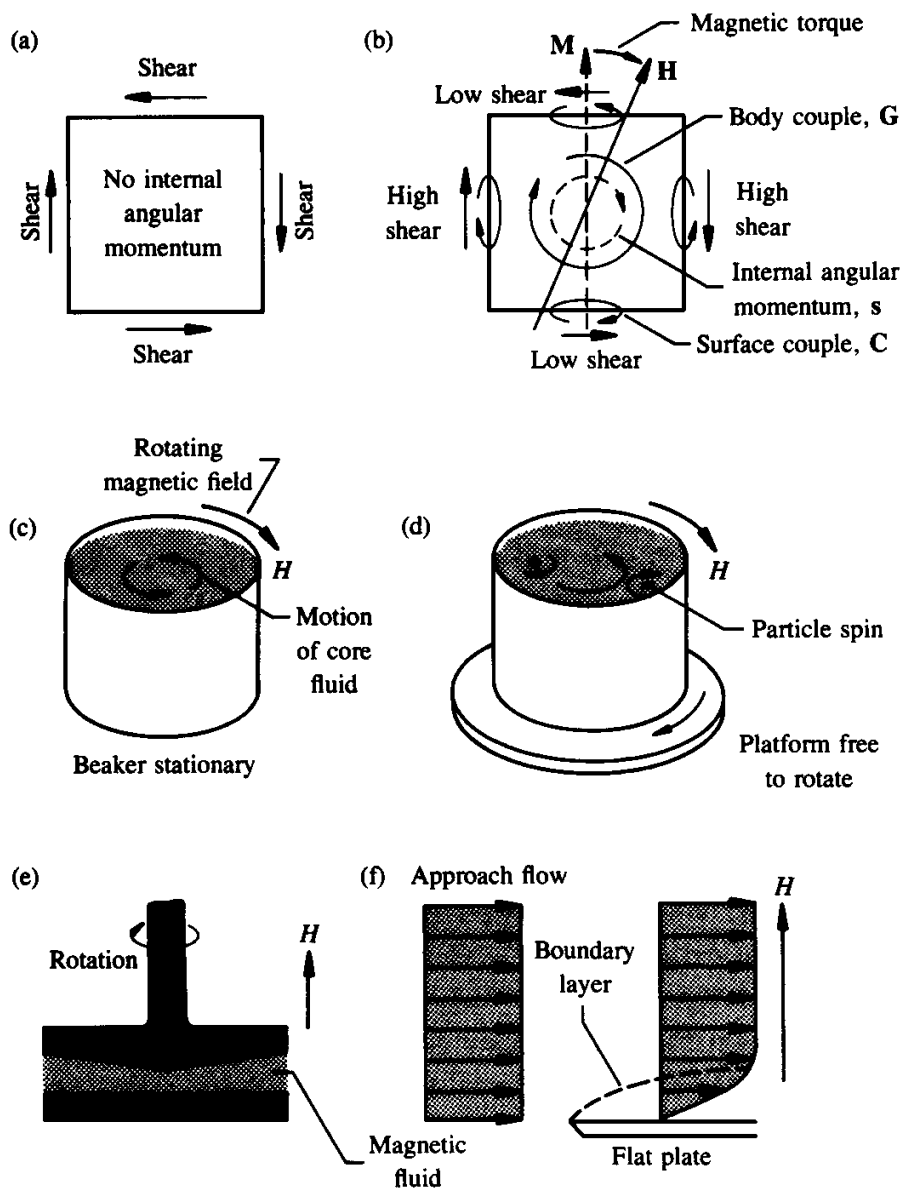 (a)
Shear
Shear
No internal
angular
momentum
Shear
Shear
(b)
Magnetic torque
M
H
Low shear
Body couple, G
High
shear
High
shear
Internal angular
momentum, s
Surface couple, C
Low shear
Rotating
magnetic field
(c)
H
Motion
of core
fluid
Beaker stationary
(d)
H
Particle spin
Platform free
to rotate
(e)
Rotation
H
Magnetic
fluid
(f)
Approach flow
H
Boundary
layer
Flat plate